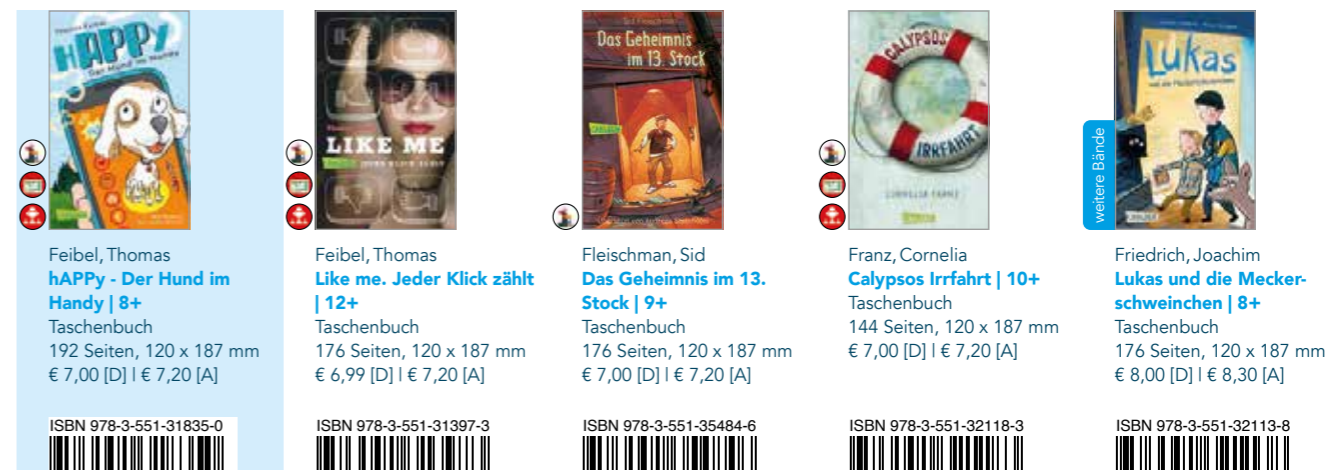 hAPPy
Der Hund im Handy
Feibel, Thomas
hAPPy - Der Hund im
Handy | 8+
Taschenbuch
192 Seiten, 120 x 187 mm
€ 7,00 [D] | € 7,20 [A]
ISBN 978-3-551-31835-0
LIKE ME
JEDER KLICK ZÄHLT
Feibel, Thomas
Like me. Jeder Klick zählt
| 12+
Taschenbuch
176 Seiten, 120 x 187 mm
€ 6,99 [D] | € 7,20 [A]
ISBN 978-3-551-31397-3
Sid Fleischman
Das Geheimnis
im 13. Stock
Fleischman, Sid
Das Geheimnis im 13.
Stock | 9+
Taschenbuch
176 Seiten, 120 x 187 mm
€ 7,00 [D] | € 7,20 [A]
ISBN 978-3-551-35484-6
CALYPSOS
IRRFAHRT
CORNELIA FRANZ
Franz, Cornelia
Calypsos Irrfahrt | 10+
Taschenbuch
144 Seiten, 120 x 187 mm
€ 7,00 [D] | € 7,20 [A]
ISBN 978-3-551-32118-3
weitere Bände
Lukas
Friedrich, Joachim
Lukas und die Mecker-
schweinchen | 8+
Taschenbuch
176 Seiten, 120 x 187 mm
€ 8,00 [D] | € 8,30 [A]
ISBN 978-3-551-32113-8